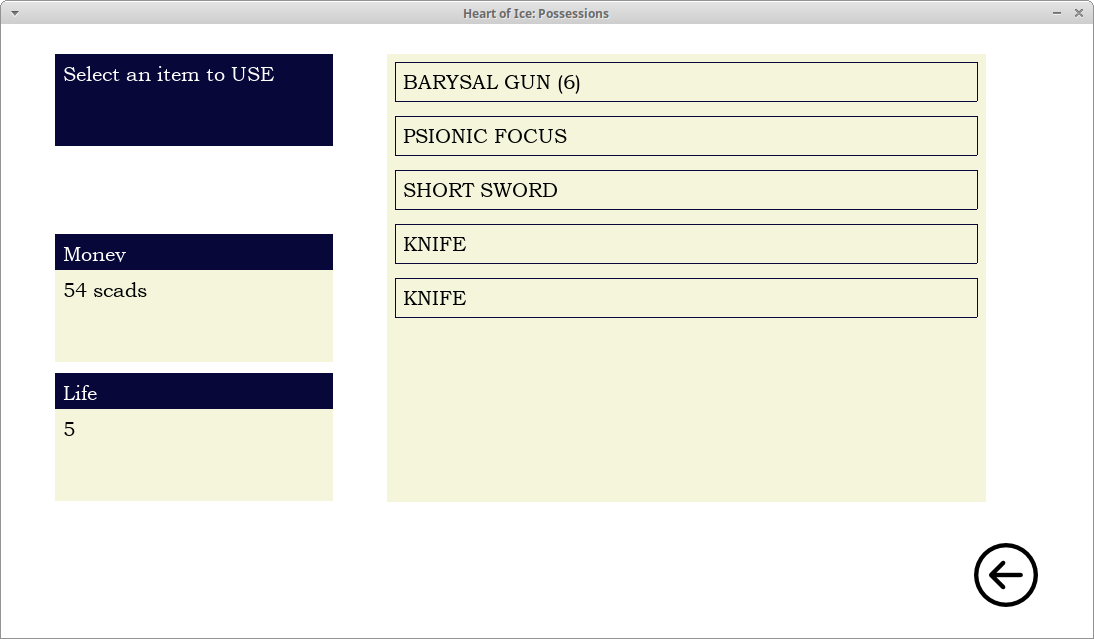 Heart of Ice: Possessions
Select an item to USE
Money
54 scads
Life
5
BARYSAL GUN (6)
PSIONIC FOCUS
SHORT SWORD
KNIFE
KNIFE